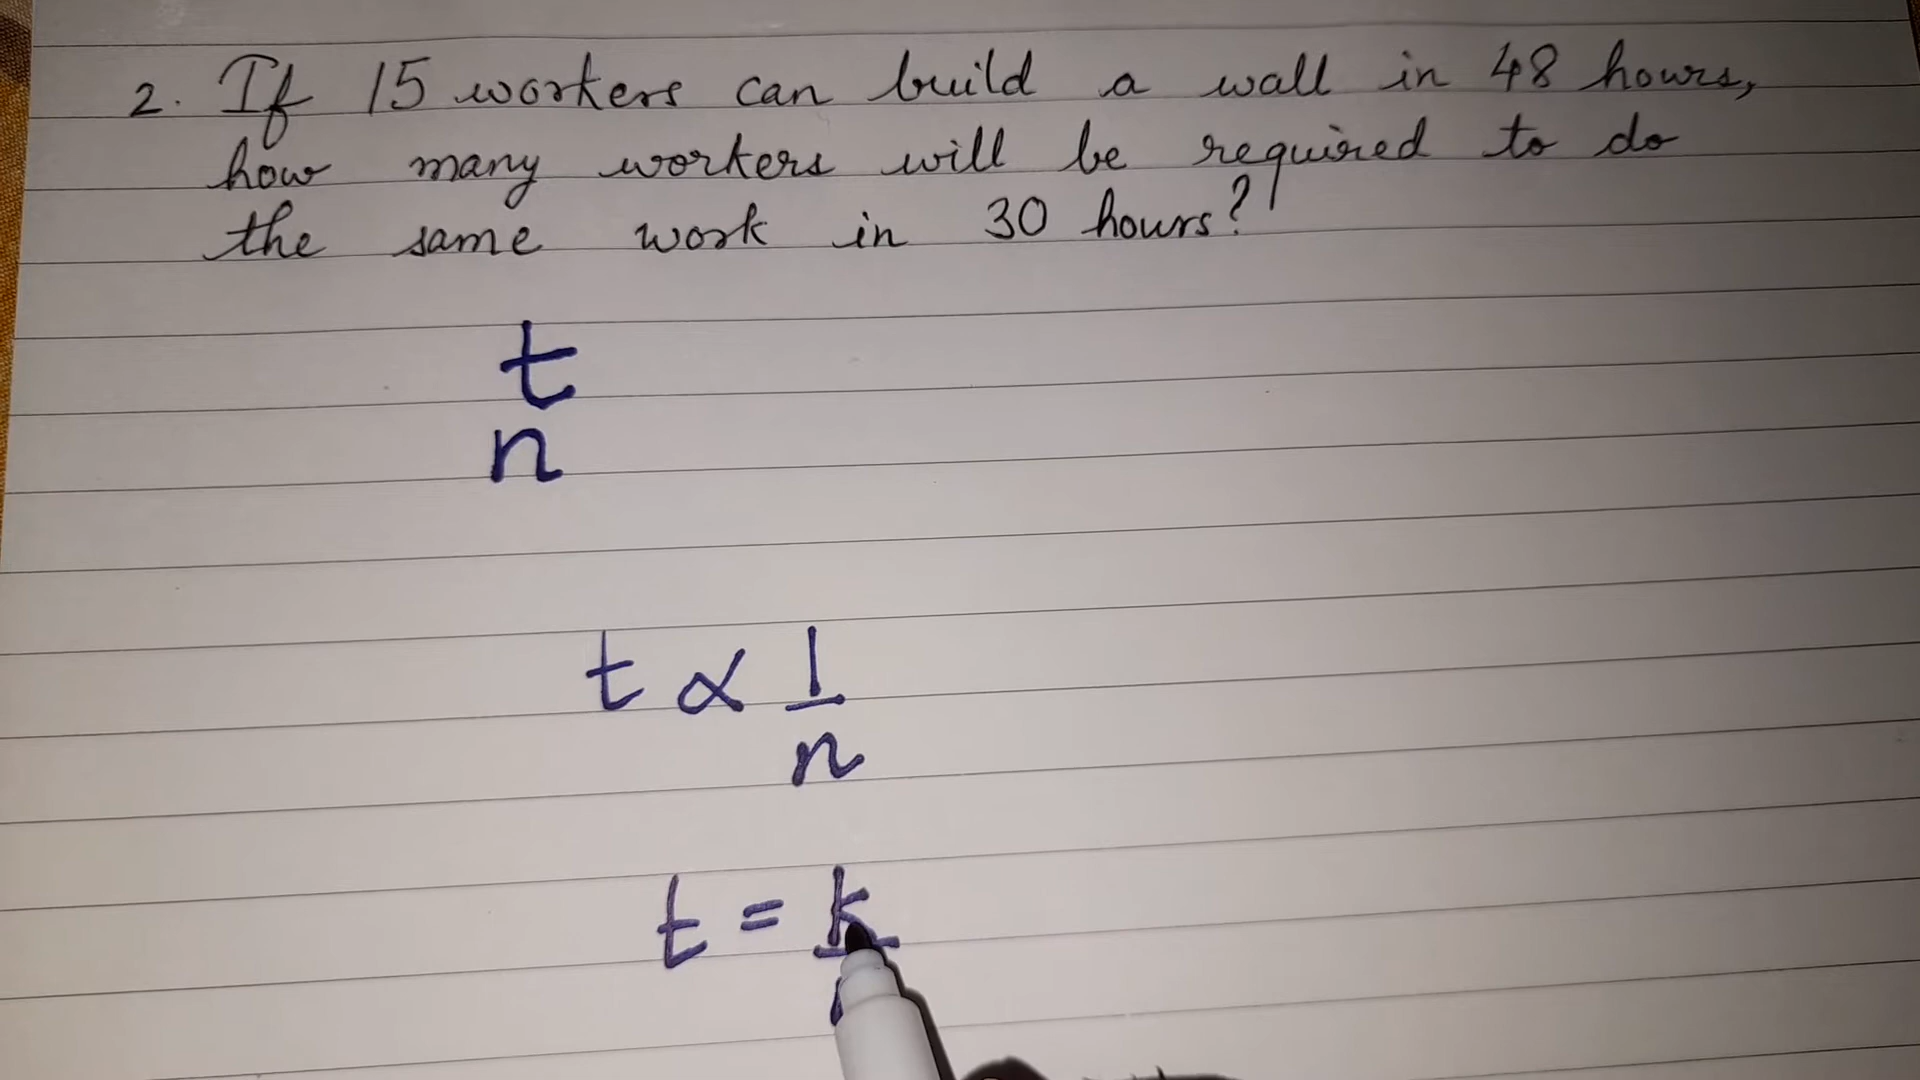 2. If 15 workers can build a wall in 48 hours,
how many workers will be required to do
the same work in 30 hours?
t
n
t ∝ 1
n
t = k